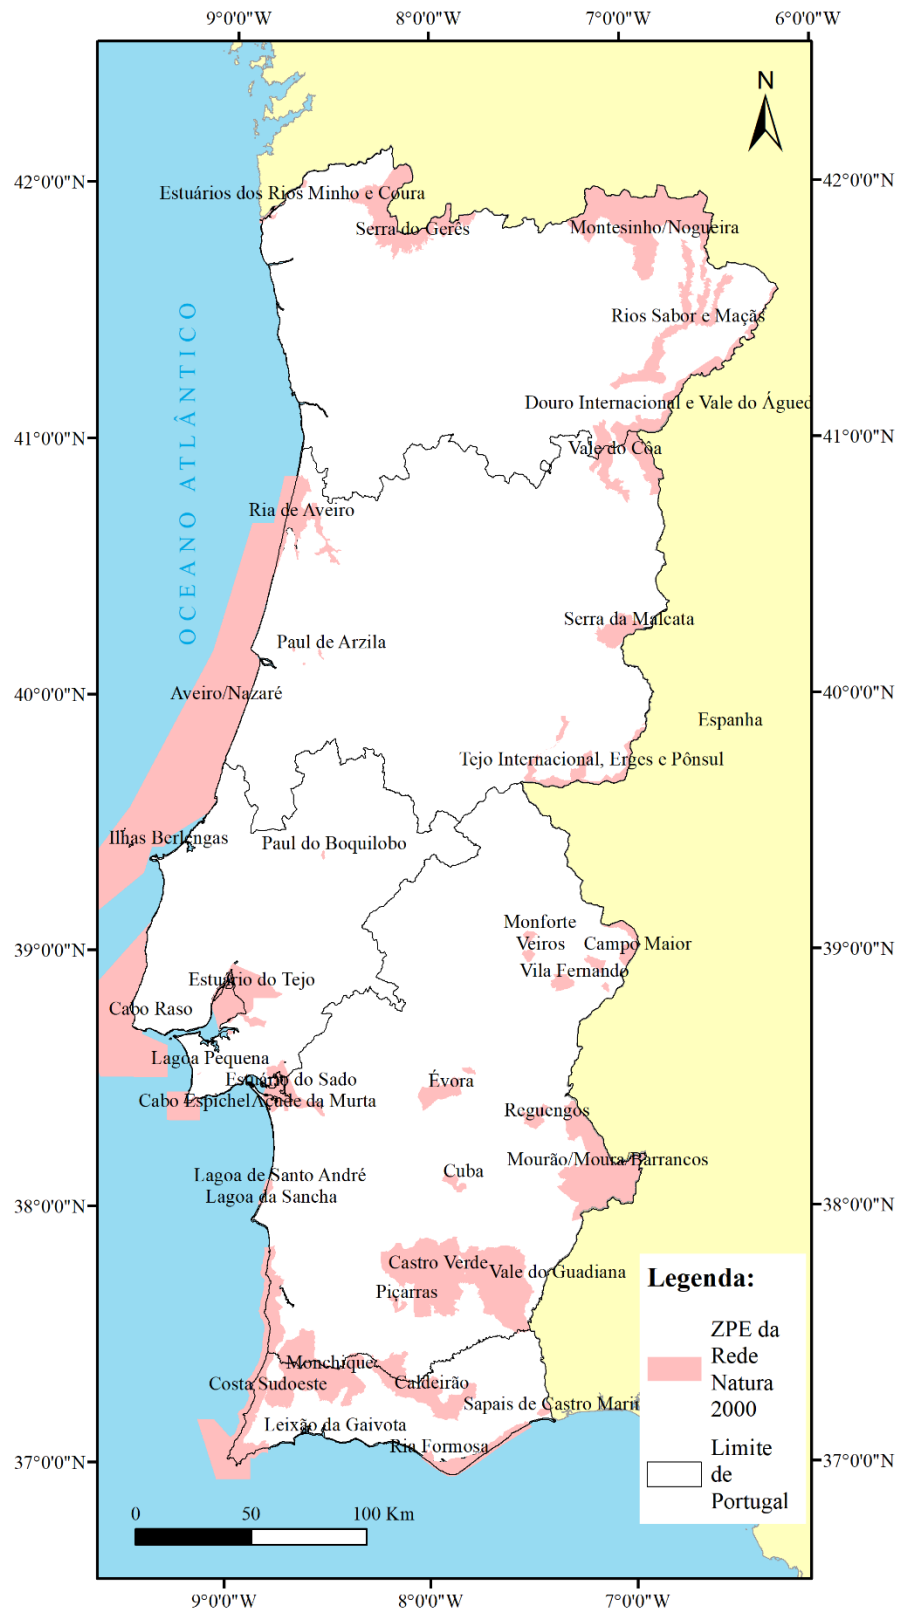 9°0'0"W 8°0'0"W 7°0'0"W 6°0'0"W
N
42°0'0"N 42°0'0"N
Estuários dos Rios Minho e Coura
Serra do Gerês
Montesinho/Nogueira
OCEANO ATLÂNTICO
Rios Sabor e Maçãs
Douro Internacional e Vale do Águed
41°0'0"N 41°0'0"N
Vale do Côa
Ria de Aveiro
Serra da Malcata
Paul de Arzila
40°0'0"N 40°0'0"N
Aveiro/Nazaré
Espanha
Tejo Internacional, Erges e Pônsul
Ilhas Berlengas
Paul do Boquilobo
Monforte
39°0'0"N 39°0'0"N
Veiros Campo Maior
Vila Fernando
Estuário do Tejo
Cabo Raso
Lagoa Pequena
Estuário do Sado
Évora
Cabo Espichel Açude da Murta
Reguengos
Mourão/Moura/Barrancos
Cuba
Lagoa de Santo André
Lagoa da Sancha
38°0'0"N 38°0'0"N
Castro Verde
Vale do Guadiana
Piçarras
Monchique
Caldeirão
Costa Sudoeste
Sapais de Castro Marit
Leixão da Gaivota
Ria Formosa
37°0'0"N 37°0'0"N
Legenda:
ZPE da
Rede
Natura
2000
Limite
de
Portugal
0 50 100 Km
9°0'0"W 8°0'0"W 7°0'0"W